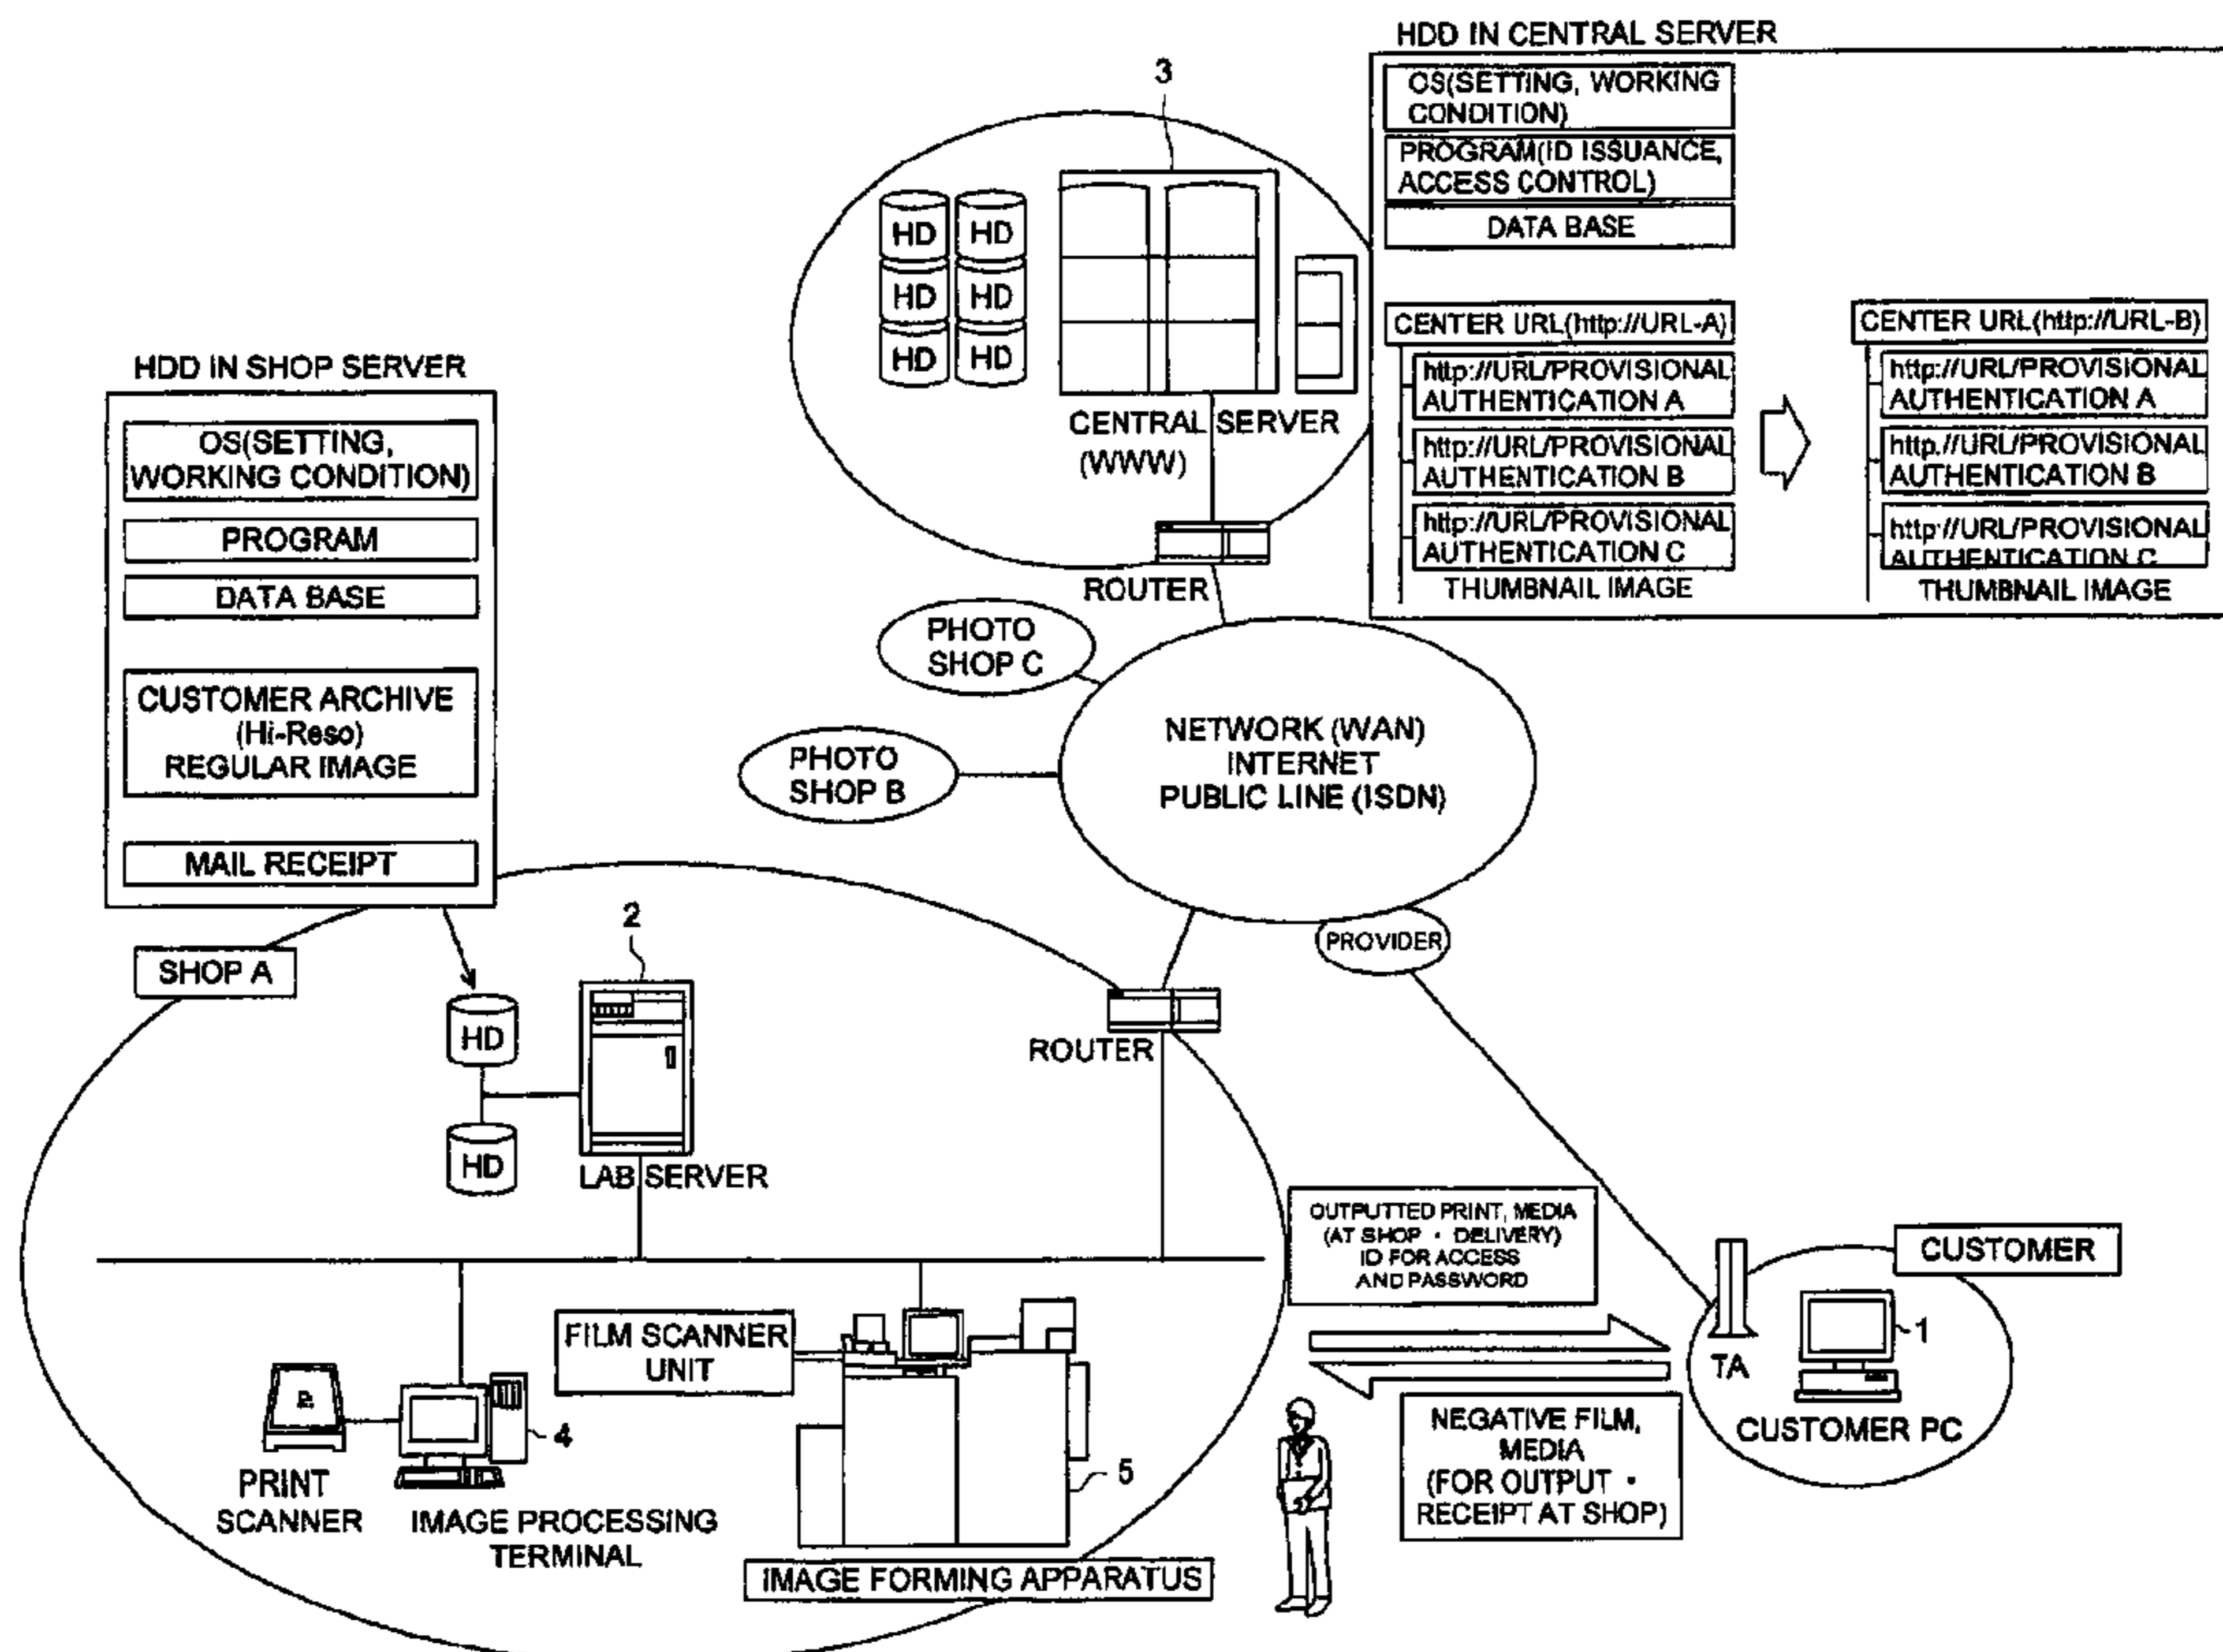 HDD IN CENTRAL SERVER
OS(SETTING, WORKING
CONDITION)
PROGRAM(ID ISSUANCE,
ACCESS CONTROL)
DATA BASE
CENTER URL(http://URL-A)
http://URL/PROVISIONAL
AUTHENTICATION A
http://URL/PROVISIONAL
AUTHENTICATION B
http://URL/PROVISIONAL
AUTHENTICATION C
THUMBNAIL IMAGE
CENTER URL(http://URL-B)
http://URL/PROVISIONAL
AUTHENTICATION A
http://URL/PROVISIONAL
AUTHENTICATION B
http://URL/PROVISIONAL
AUTHENTICATION C
THUMBNAIL IMAGE
3
HD HD
HD HD
HD HD
CENTRAL SERVER
(WWW)
ROUTER
HDD IN SHOP SERVER
OS(SETTING,
WORKING CONDITION)
PROGRAM
DATA BASE
CUSTOMER ARCHIVE
(Hi-Reso)
REGULAR IMAGE
MAIL RECEIPT
PHOTO
SHOP C
PHOTO
SHOP B
NETWORK (WAN)
INTERNET
PUBLIC LINE (ISDN)
PROVIDER
SHOP A
2
HD
HD
LAB SERVER
ROUTER
OUTPUTTED PRINT, MEDIA
(AT SHOP · DELIVERY)
ID FOR ACCESS
AND PASSWORD
CUSTOMER
1
TA
CUSTOMER PC
FILM SCANNER
UNIT
4
5
PRINT
SCANNER
IMAGE PROCESSING
TERMINAL
IMAGE FORMING APPARATUS
NEGATIVE FILM,
MEDIA
(FOR OUTPUT ·
RECEIPT AT SHOP)